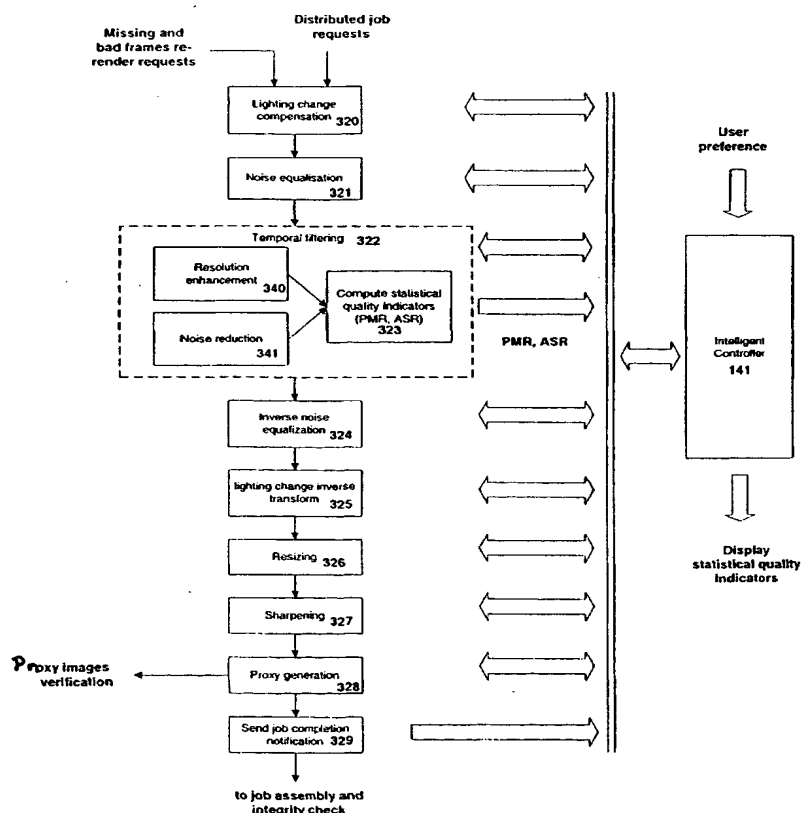 Missing and
bad frames re-
render requests
Distributed job
requests
Lighting change
compensation 320
Noise equalisation
321
Temporal filtering 322
Resolution
enhancement
340
Noise reduction
341
Compute statistical
quality indicators
(PMR, ASR)
323
PMR, ASR
Inverse noise
equalization 324
lighting change inverse
transform 325
Resizing 326
Sharpening 327
Proxy generation
328
Proxy images
verification
Send job completion
notification 329
to job assembly and
integrity check
User
preference
Intelligent
Controller
141
Display
statistical quality
Indicators